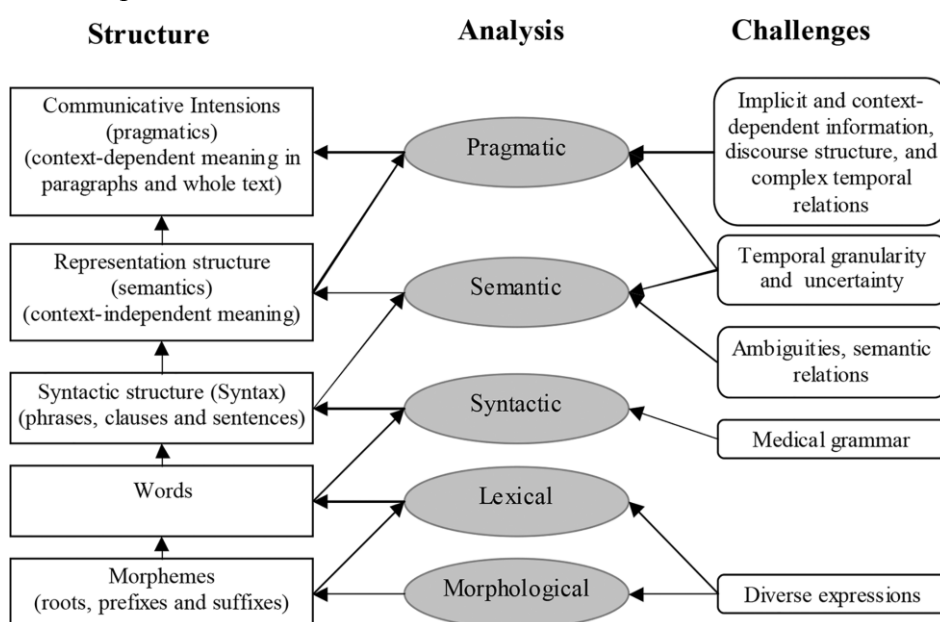 Structure
Analysis
Challenges
Communicative Intensions
(pragmatics)
(context-dependent meaning in
paragraphs and whole text)
Pragmatic
Implicit and context-
dependent information,
discourse structure, and
complex temporal
relations
Representation structure
(semantics)
(context-independent meaning)
Semantic
Temporal granularity
and uncertainty
Ambiguities, semantic
relations
Syntactic structure (Syntax)
(phrases, clauses and sentences)
Syntactic
Medical grammar
Words
Lexical
Morphemes
(roots, prefixes and suffixes)
Morphological
Diverse expressions